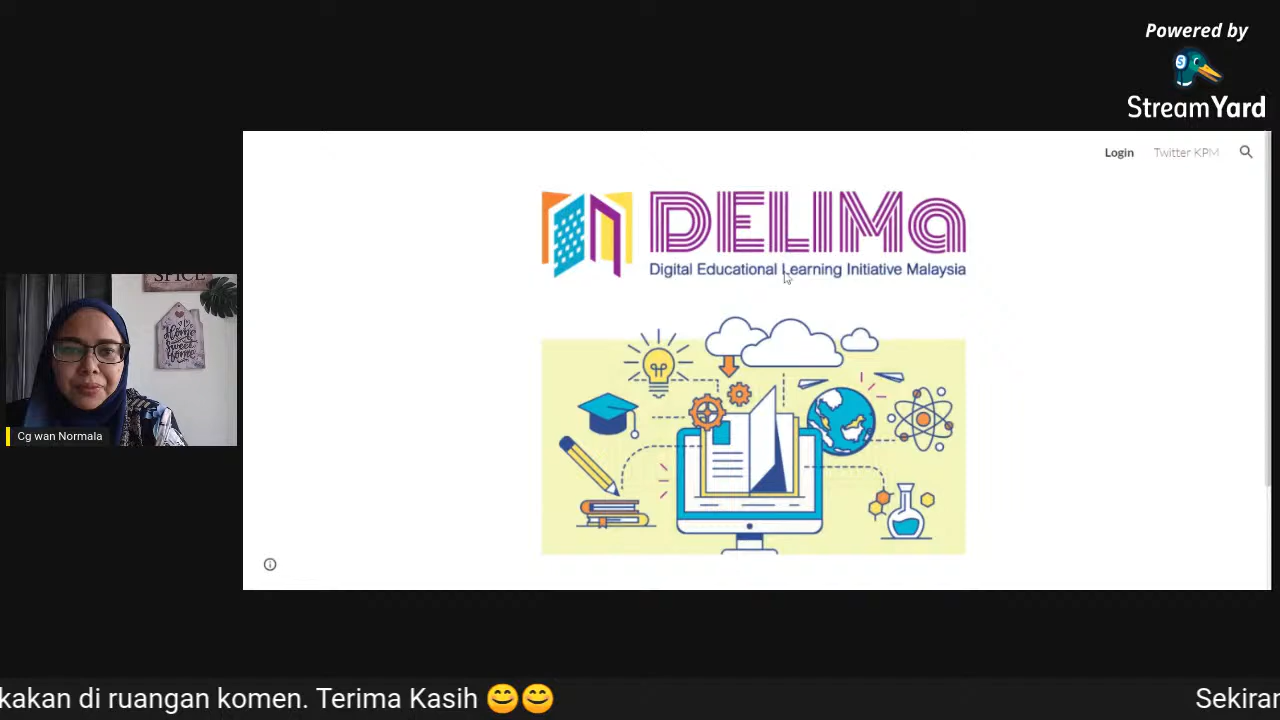 Powered by
StreamYard
Login
Twitter KPM
DELIMa
Digital Educational Learning Initiative Malaysia
SPICE
Home
sweet
Home
Cg wan Normala
kakan di ruangan komen. Terima Kasih 😊😊
Sekiran